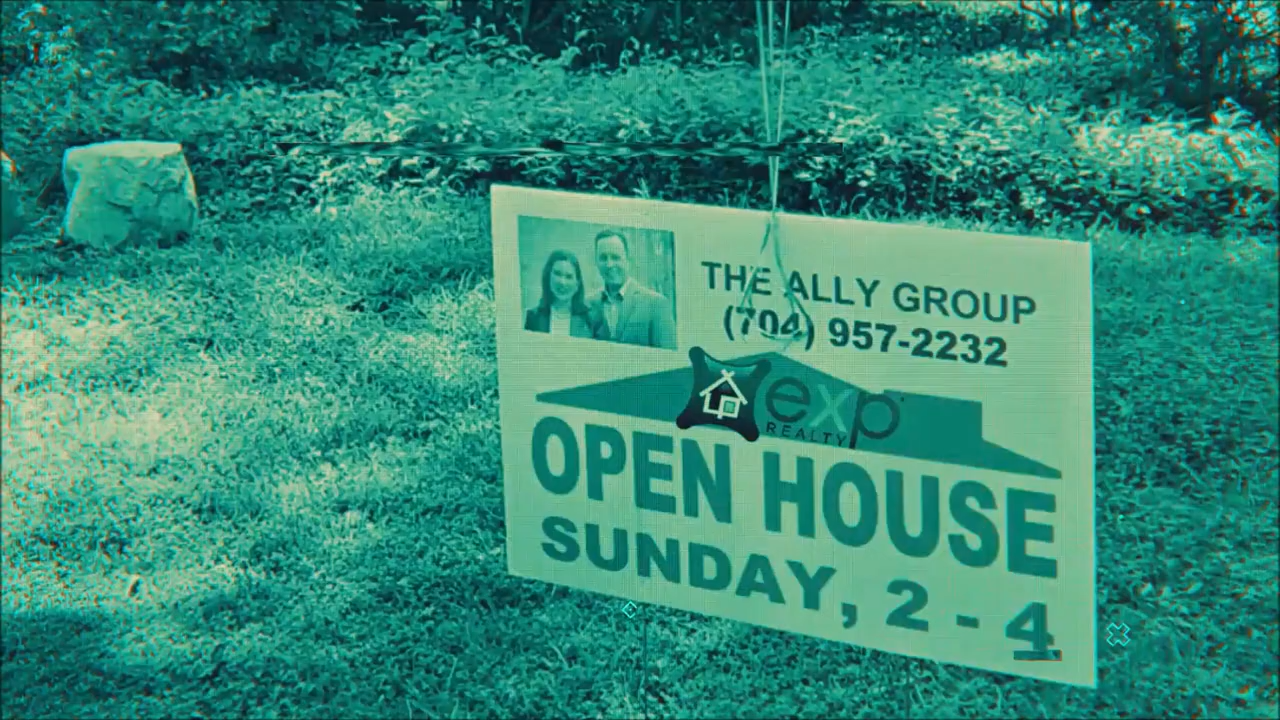 THE ALLY GROUP
(704) 957-2232
exp
REALTY
OPEN HOUSE
SUNDAY, 2 - 4